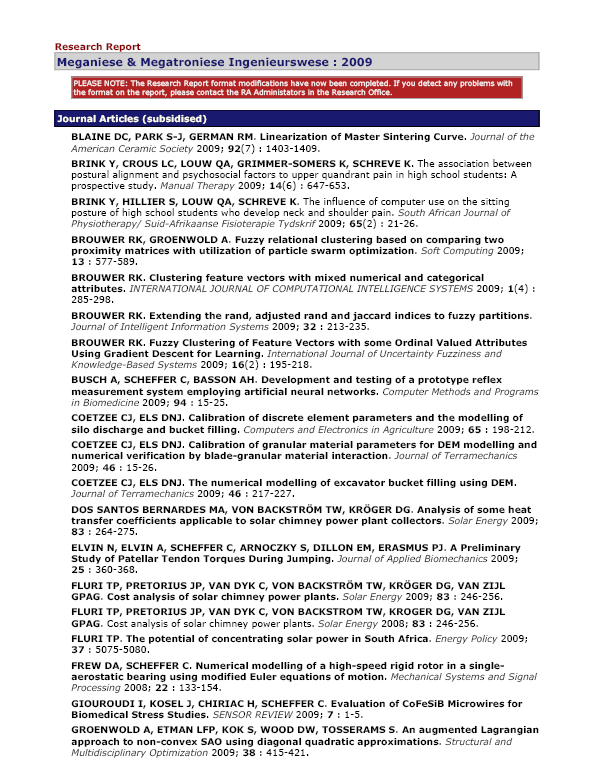 Research Report
Meganiese & Megatroniese Ingenieurswese : 2009
PLEASE NOTE: The Research Report format modifications have now been completed. If you detect any problems with
the format on the report, please contact the RA Administators in the Research Office.
Journal Articles (subsidised)
BLAINE DC, PARK S-J, GERMAN RM. Linearization of Master Sintering Curve. Journal of the
American Ceramic Society 2009; 92(7) : 1403-1409.
BRINK Y, CROUS LC, LOUW QA, GRIMMER-SOMERS K, SCHREVE K. The association between
postural alignment and psychosocial factors to upper quadrant pain in high school students: A
prospective study. Manual Therapy 2009; 14(6) : 647-653.
BRINK Y, HILLIER S, LOUW QA, SCHREVE K. The influence of computer use on the sitting
posture of high school students who develop neck and shoulder pain. South African Journal of
Physiotherapy/ Suid-Afrikaanse Fisioterapie Tydskrif 2009; 65(2) : 21-26.
BROUWER RK, GROENWOLD A. Fuzzy relational clustering based on comparing two
proximity matrices with utilization of particle swarm optimization. Soft Computing 2009;
13 : 577-589.
BROUWER RK. Clustering feature vectors with mixed numerical and categorical
attributes. INTERNATIONAL JOURNAL OF COMPUTATIONAL INTELLIGENCE SYSTEMS 2009; 1(4) :
285-298.
BROUWER RK. Extending the rand, adjusted rand and jaccard indices to fuzzy partitions.
Journal of Intelligent Information Systems 2009; 32 : 213-235.
BROUWER RK. Fuzzy Clustering of Feature Vectors with some Ordinal Valued Attributes
Using Gradient Descent for Learning. International Journal of Uncertainty Fuzziness and
Knowledge-Based Systems 2009; 16(2) : 195-218.
BUSCH A, SCHEFFER C, BASSON AH. Development and testing of a prototype reflex
measurement system employing artificial neural networks. Computer Methods and Programs
in Biomedicine 2009; 94 : 15-25.
COETZEE CJ, ELS DNJ. Calibration of discrete element parameters and the modelling of
silo discharge and bucket filling. Computers and Electronics in Agriculture 2009; 65 : 198-212.
COETZEE CJ, ELS DNJ. Calibration of granular material parameters for DEM modelling and
numerical verification by blade-granular material interaction. Journal of Terramechanics
2009; 46 : 15-26.
COETZEE CJ, ELS DNJ. The numerical modelling of excavator bucket filling using DEM.
Journal of Terramechanics 2009; 46 : 217-227.
DOS SANTOS BERNARDES MA, VON BACKSTRÖM TW, KRÖGER DG. Analysis of some heat
transfer coefficients applicable to solar chimney power plant collectors. Solar Energy 2009;
83 : 264-275.
ELVIN N, ELVIN A, SCHEFFER C, ARNOCZKY S, DILLON EM, ERASMUS PJ. A Preliminary
Study of Patellar Tendon Torques During Jumping. Journal of Applied Biomechanics 2009;
25 : 360-368.
FLURI TP, PRETORIUS JP, VAN DYK C, VON BACKSTRÖM TW, KRÖGER DG, VAN ZIJL
GPAG. Cost analysis of solar chimney power plants. Solar Energy 2009; 83 : 246-256.
FLURI TP, PRETORIUS JP, VAN DYK C, VON BACKSTROM TW, KROGER DG, VAN ZIJL
GPAG. Cost analysis of solar chimney power plants. Solar Energy 2008; 83 : 246-256.
FLURI TP. The potential of concentrating solar power in South Africa. Energy Policy 2009;
37 : 5075-5080.
FREW DA, SCHEFFER C. Numerical modelling of a high-speed rigid rotor in a single-
aerostatic bearing using modified Euler equations of motion. Mechanical Systems and Signal
Processing 2008; 22 : 133-154.
GIOUROUDI I, KOSEL J, CHIRIAC H, SCHEFFER C. Evaluation of CoFeSiB Microwires for
Biomedical Stress Studies. SENSOR REVIEW 2009; 7 : 1-5.
GROENWOLD A, ETMAN LFP, KOK S, WOOD DW, TOSSERAMS S. An augmented Lagrangian
approach to non-convex SAO using diagonal quadratic approximations. Structural and
Multidisciplinary Optimization 2009; 38 : 415-421.